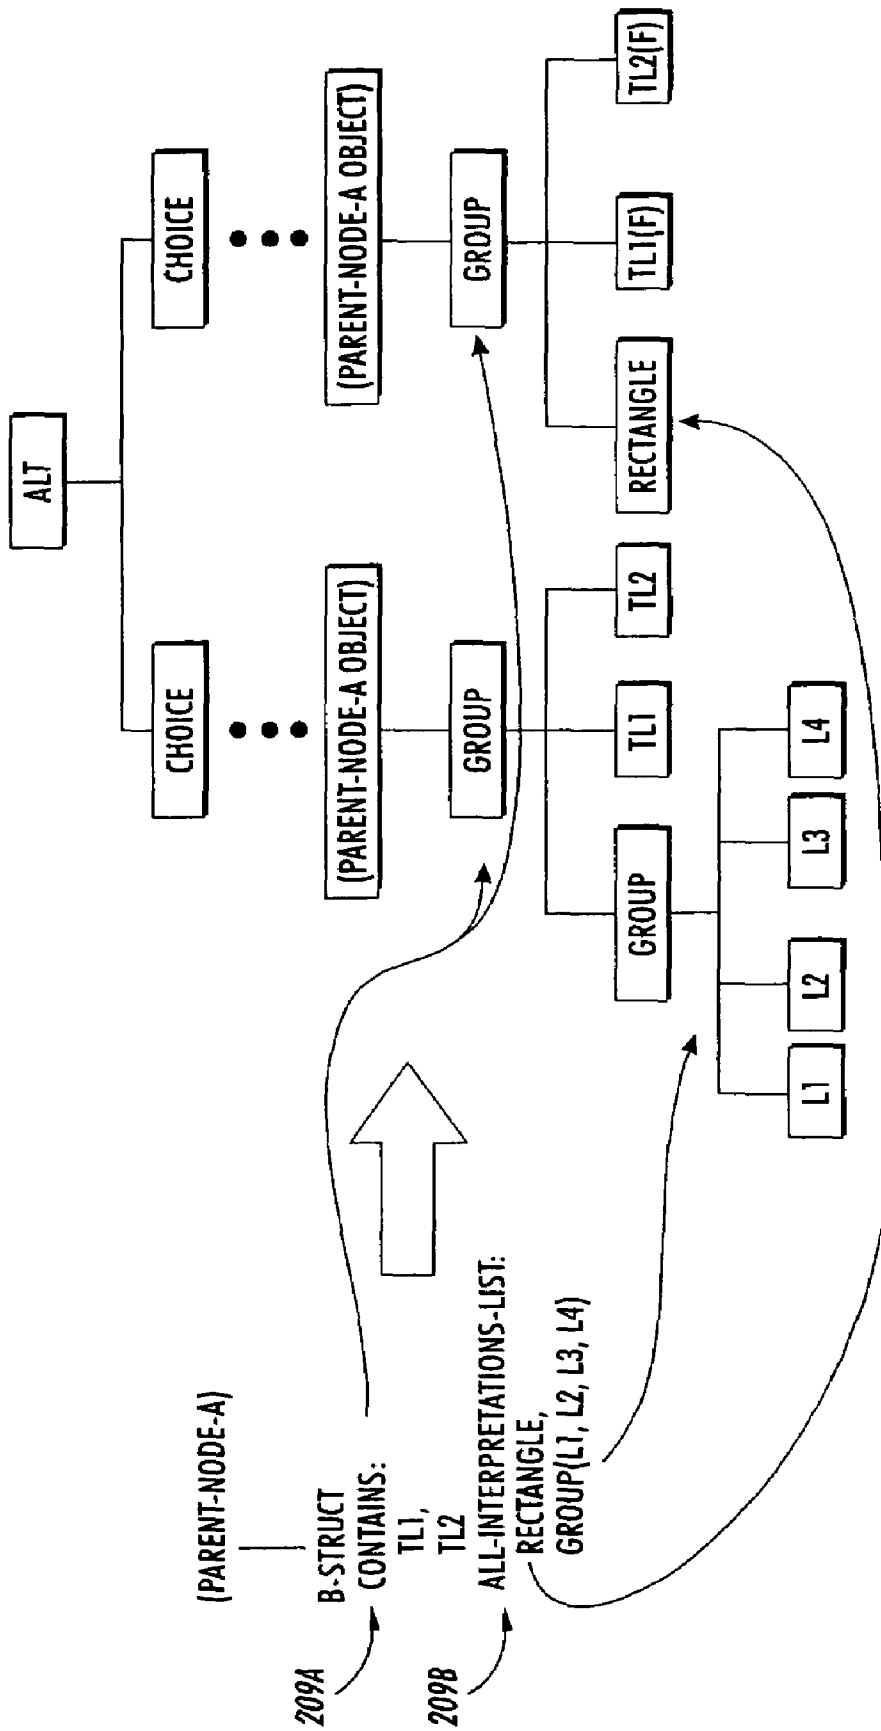 (PARENT-NODE-A)
209A
B-STRUCT
CONTAINS:
TL1,
TL2
209B
ALL-INTERPRETATIONS-LIST:
RECTANGLE,
GROUP(L1, L2, L3, L4)
ALT
CHOICE
CHOICE
(PARENT-NODE-A OBJECT)
(PARENT-NODE-A OBJECT)
GROUP
GROUP
GROUP
TL1
TL2
RECTANGLE
TL1(F)
TL2(F)
L1
L2
L3
L4